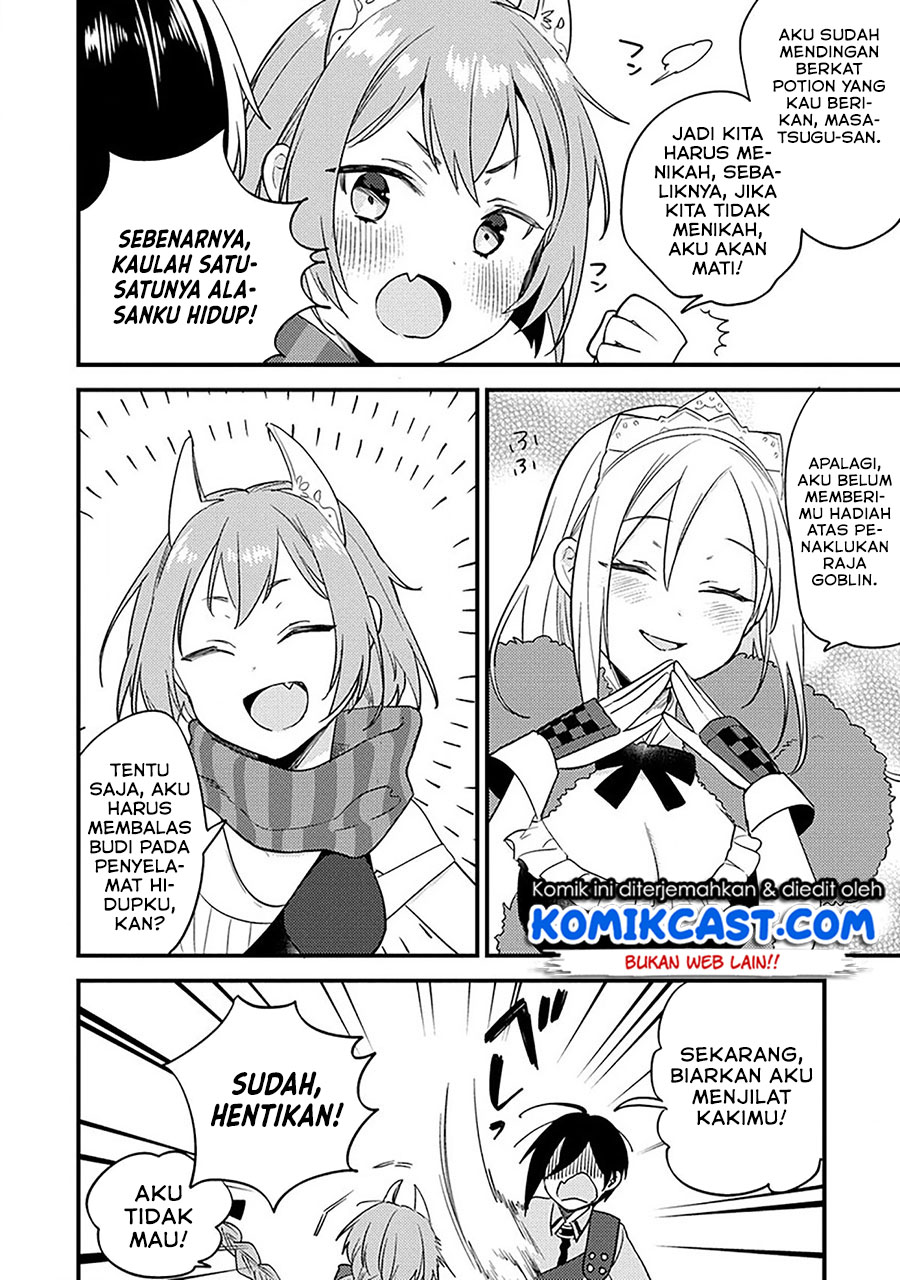 AKU SUDAH
MENDINGAN
BERKAT
POTION YANG
KAU BERI-
KAN, MASA-
TSUGU-SAN.
JADI KITA
HARUS ME-
NIKAH, SEBA-
LIKNYA, JIKA
KITA TIDAK
MENIKAH,
AKU AKAN
MATI!
SEBENARNYA,
KAULAH SATU-
SATUNYA ALA-
SANKU HIDUP!
フン
APALAGI,
AKU BELUM
MEMBERI-
MU HADIAH
ATAS PE-
NAKLUKAN
RAJA
GOBLIN.
ふふ
TENTU
SAJA, AKU
HARUS
MEMBALAS
BUDI PADA
PENYELA-
MAT HI-
DUPKU,
KAN?
Komik ini diterjemahkan & diedit oleh
KOMIKCAST.COM
BUKAN WEB LAIN!!
SEKARANG,
BIARKAN AKU
MENJILAT
KAKIMU!
SUDAH,
HENTIKAN!
AKU
TIDAK
MAU!